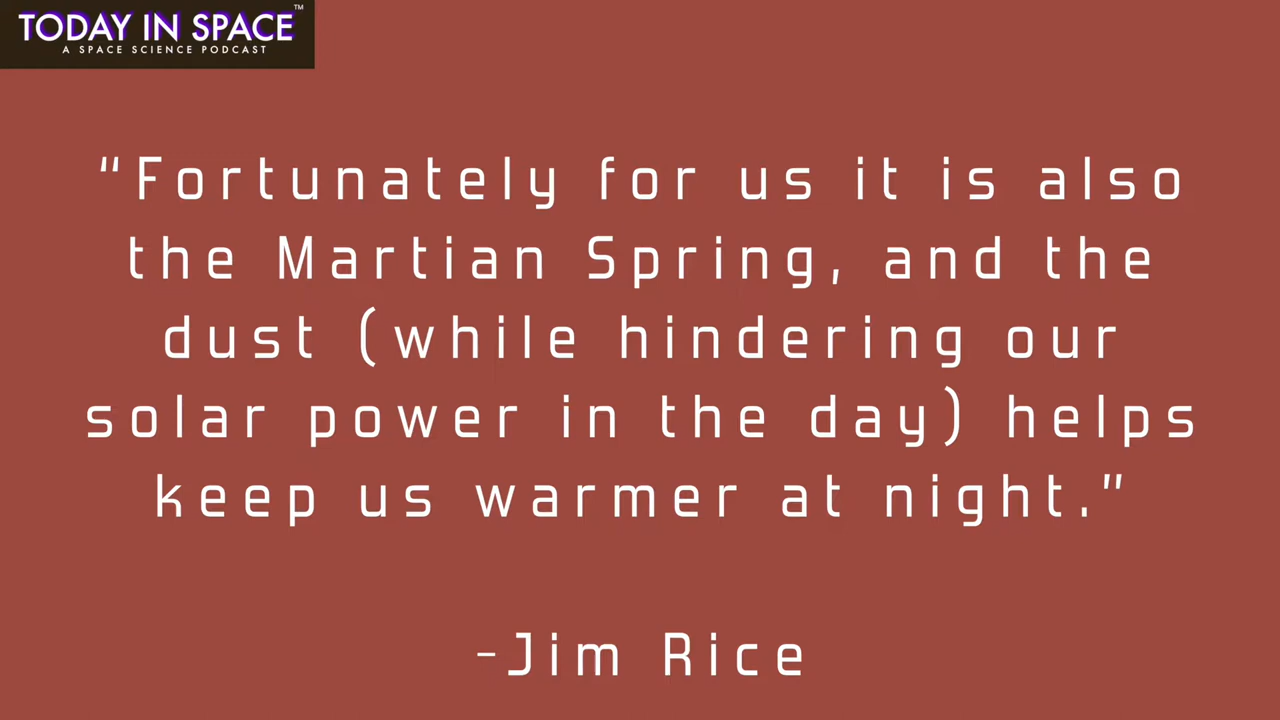 TODAY IN SPACE™
A SPACE SCIENCE PODCAST
“Fortunately for us it is also
the Martian Spring, and the
dust (while hindering our
solar power in the day) helps
keep us warmer at night.”
-Jim Rice